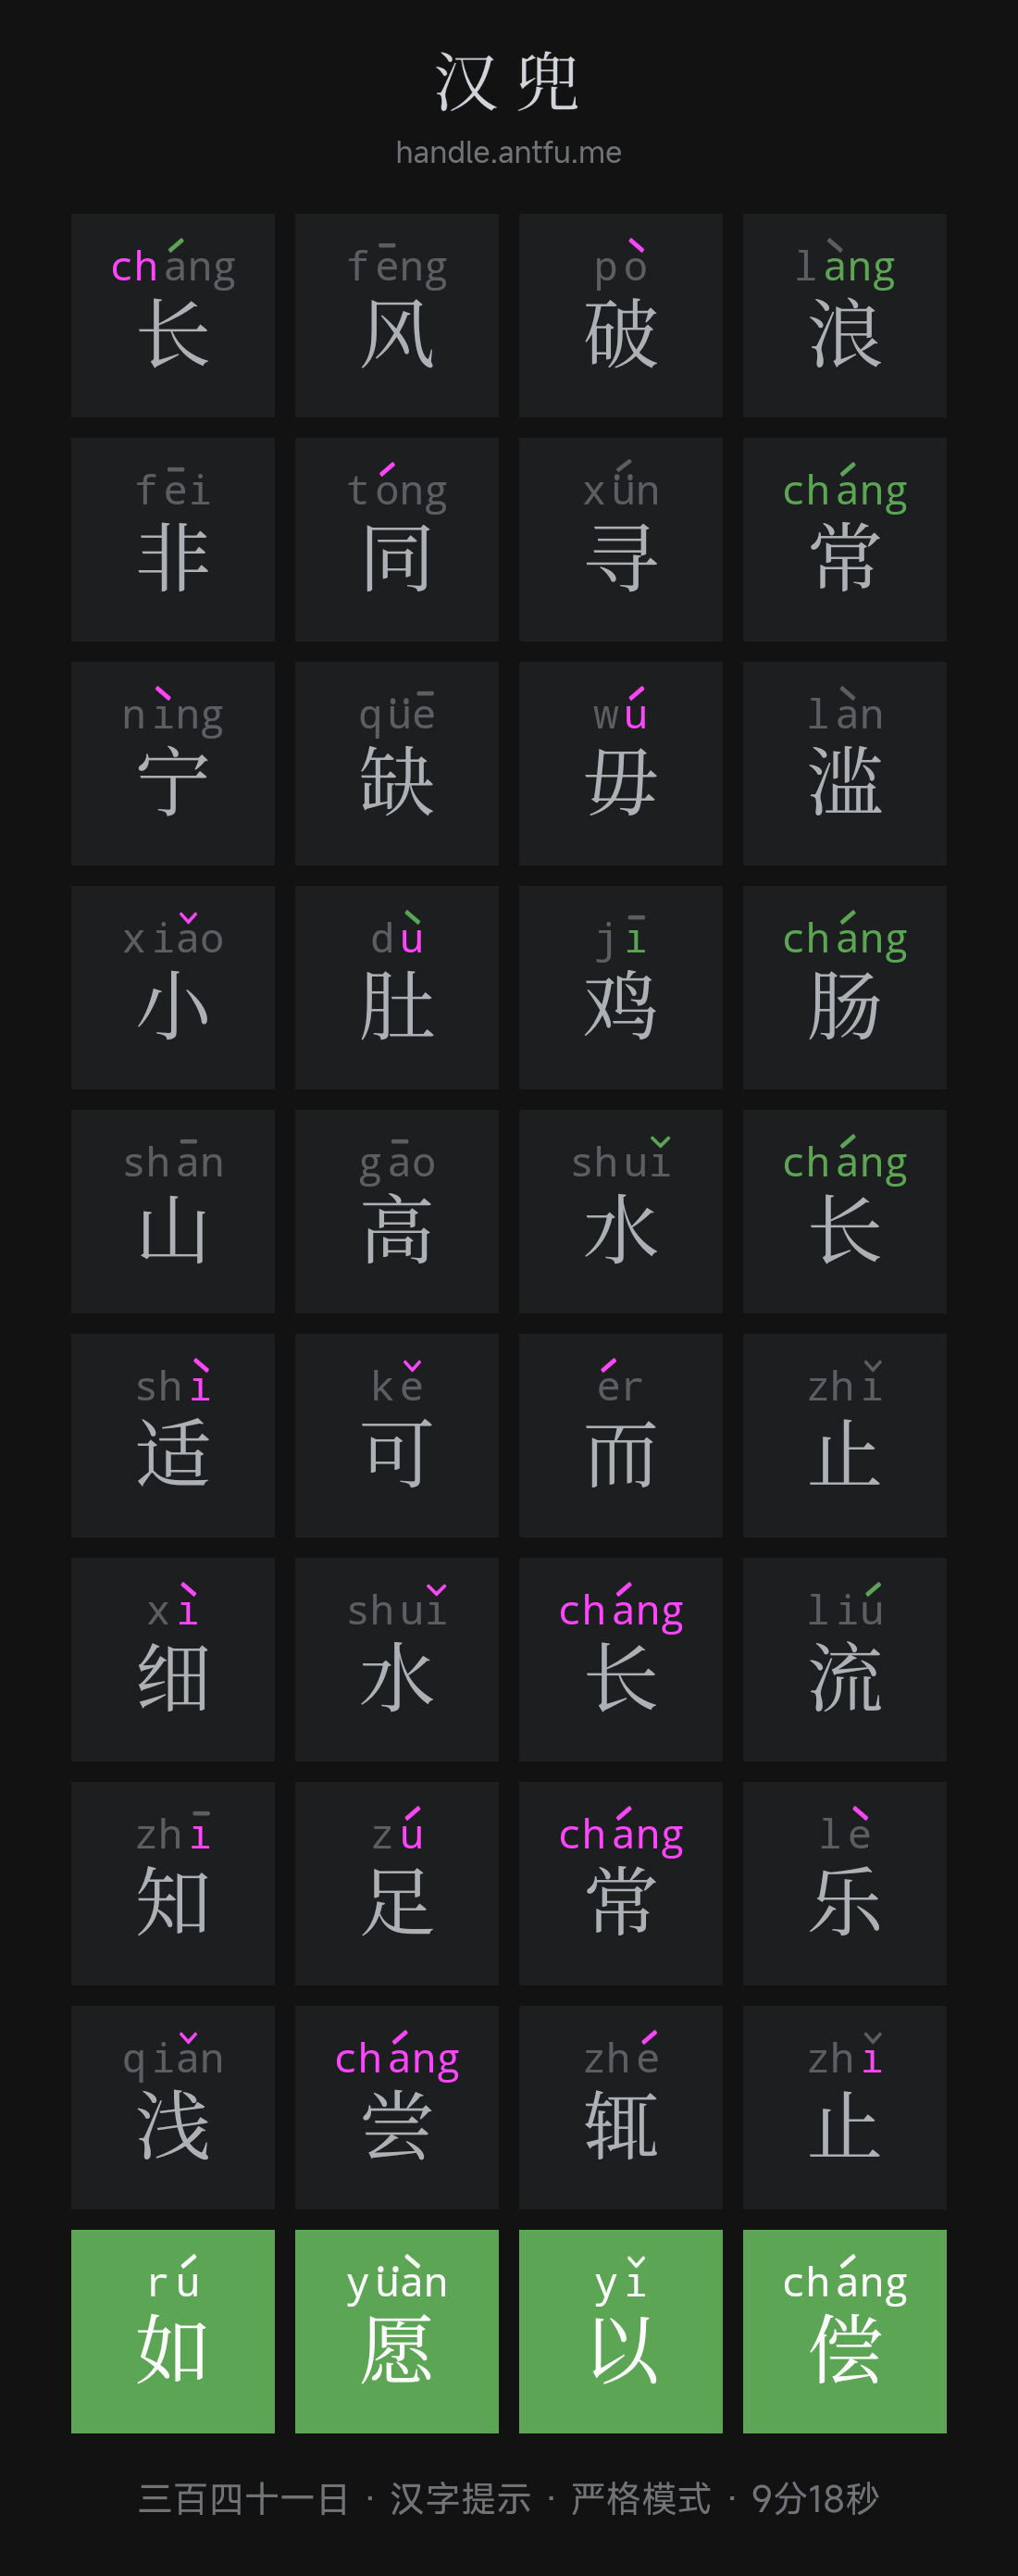 汉兜
handle.antfu.me
cháng fēng pò làng
长 风 破 浪
fēi tóng xǘn cháng
非 同 寻 常
nìng qüē wú làn
宁 缺 毋 滥
xiǎo dù jī cháng
小 肚 鸡 肠
shān gāo shuǐ cháng
山 高 水 长
shì kě ér zhǐ
适 可 而 止
xì shuǐ cháng liú
细 水 长 流
zhī zú cháng lè
知 足 常 乐
qiǎn cháng zhé zhǐ
浅 尝 辄 止
rú yüàn yǐ cháng
如 愿 以 偿
三百四十一日 · 汉字提示 · 严格模式 · 9分18秒